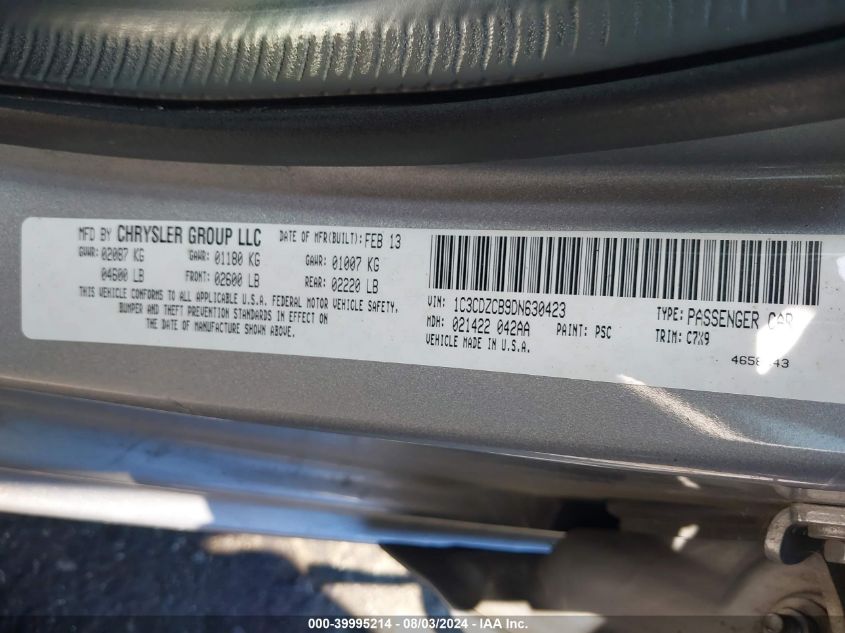 MFD BY CHRYSLER GROUP LLC DATE OF MFR(BUILT): FEB 13
GVWR: 02087 KG GAWR: 01180 KG GAWR: 01007 KG
04600 LB FRONT: 02600 LB REAR: 02220 LB
THIS VEHICLE CONFORMS TO ALL APPLICABLE U.S.A. FEDERAL MOTOR VEHICLE SAFETY,
BUMPER AND THEFT PREVENTION STANDARDS IN EFFECT ON
THE DATE OF MANUFACTURE SHOWN ABOVE.
VIN: 1C3CDZCB9DN630423 TYPE: PASSENGER CAR
MDH: 021422 042AA PAINT: PSC TRIM: C7X9
VEHICLE MADE IN U.S.A.
000-39995214 - 08/03/2024 - IAA, Inc.